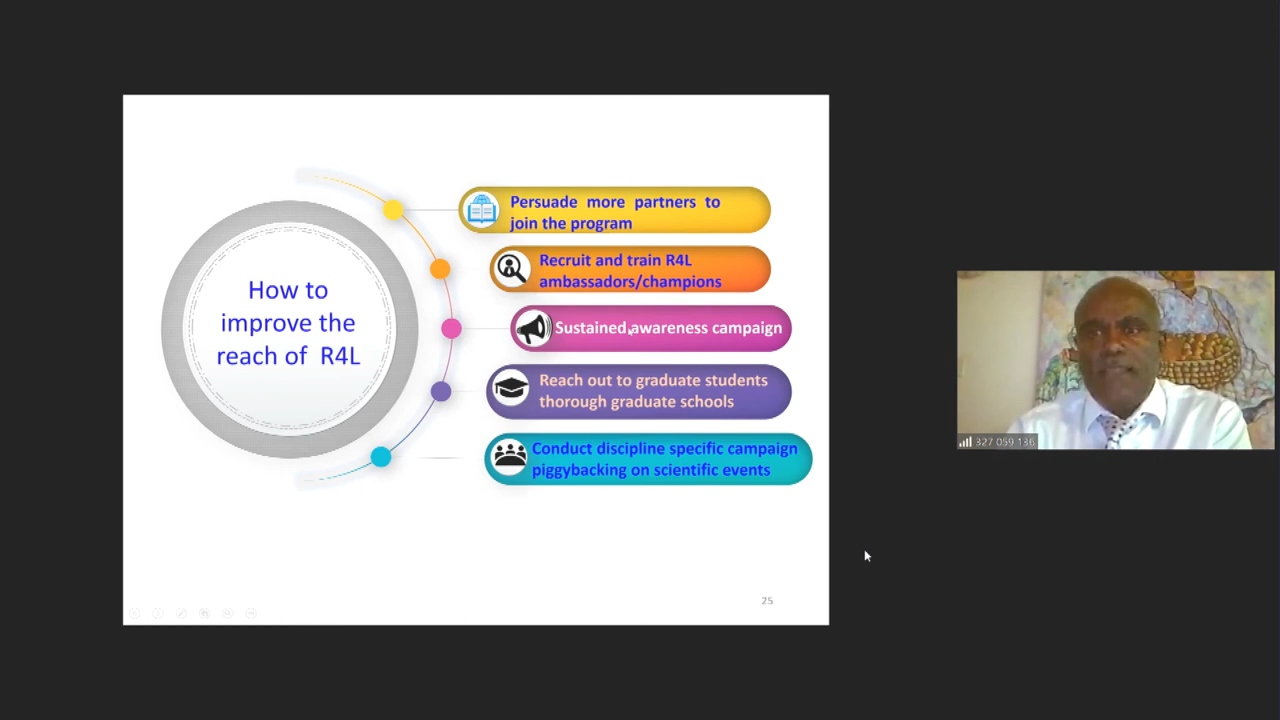 How to
improve the
reach of R4L
Persuade more partners to
join the program
Recruit and train R4L
ambassadors/champions
Sustained awareness campaign
Reach out to graduate students
thorough graduate schools
Conduct discipline specific campaign
piggybacking on scientific events
25
327 059 136